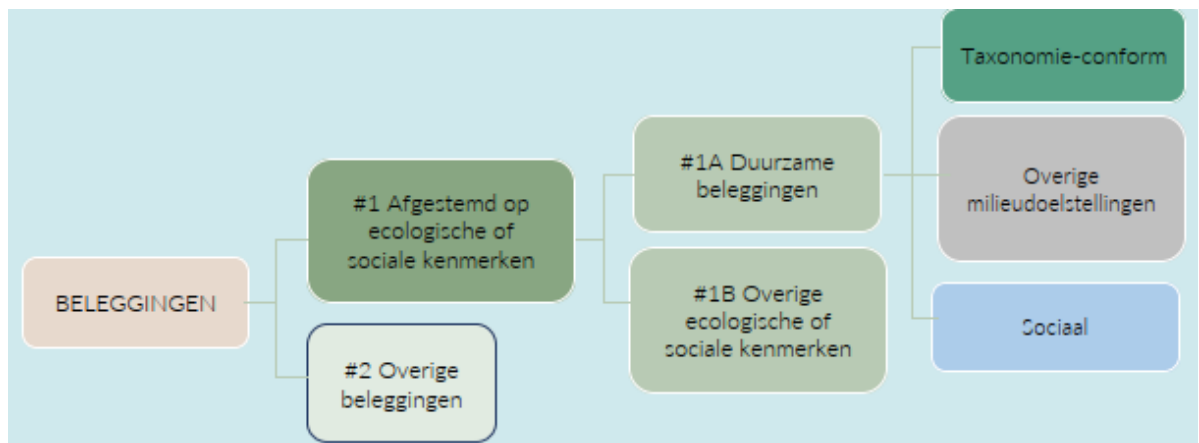 BELEGGINGEN
#1 Afgestemd op
ecologische of
sociale kenmerken
#2 Overige
beleggingen
#1A Duurzame
beleggingen
#1B Overige
ecologische of
sociale kenmerken
Taxonomie-conform
Overige
milieudoelstellingen
Sociaal